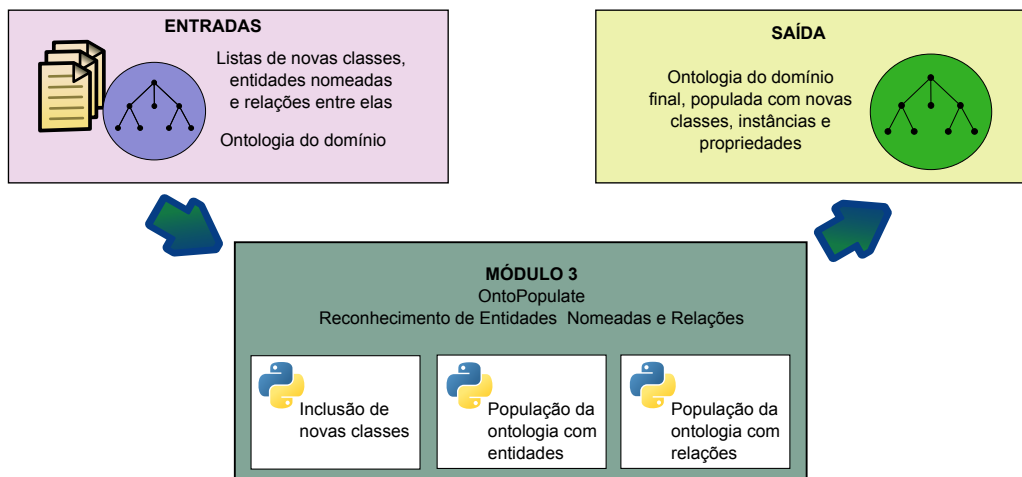 ENTRADAS
Listas de novas classes,
entidades nomeadas
e relações entre elas
Ontologia do domínio
SAÍDA
Ontologia do domínio
final, populada com novas
classes, instâncias e
propriedades
MÓDULO 3
OntoPopulate
Reconhecimento de Entidades Nomeadas e Relações
Inclusão de
novas classes
População da
ontologia com
entidades
População da
ontologia com
relações